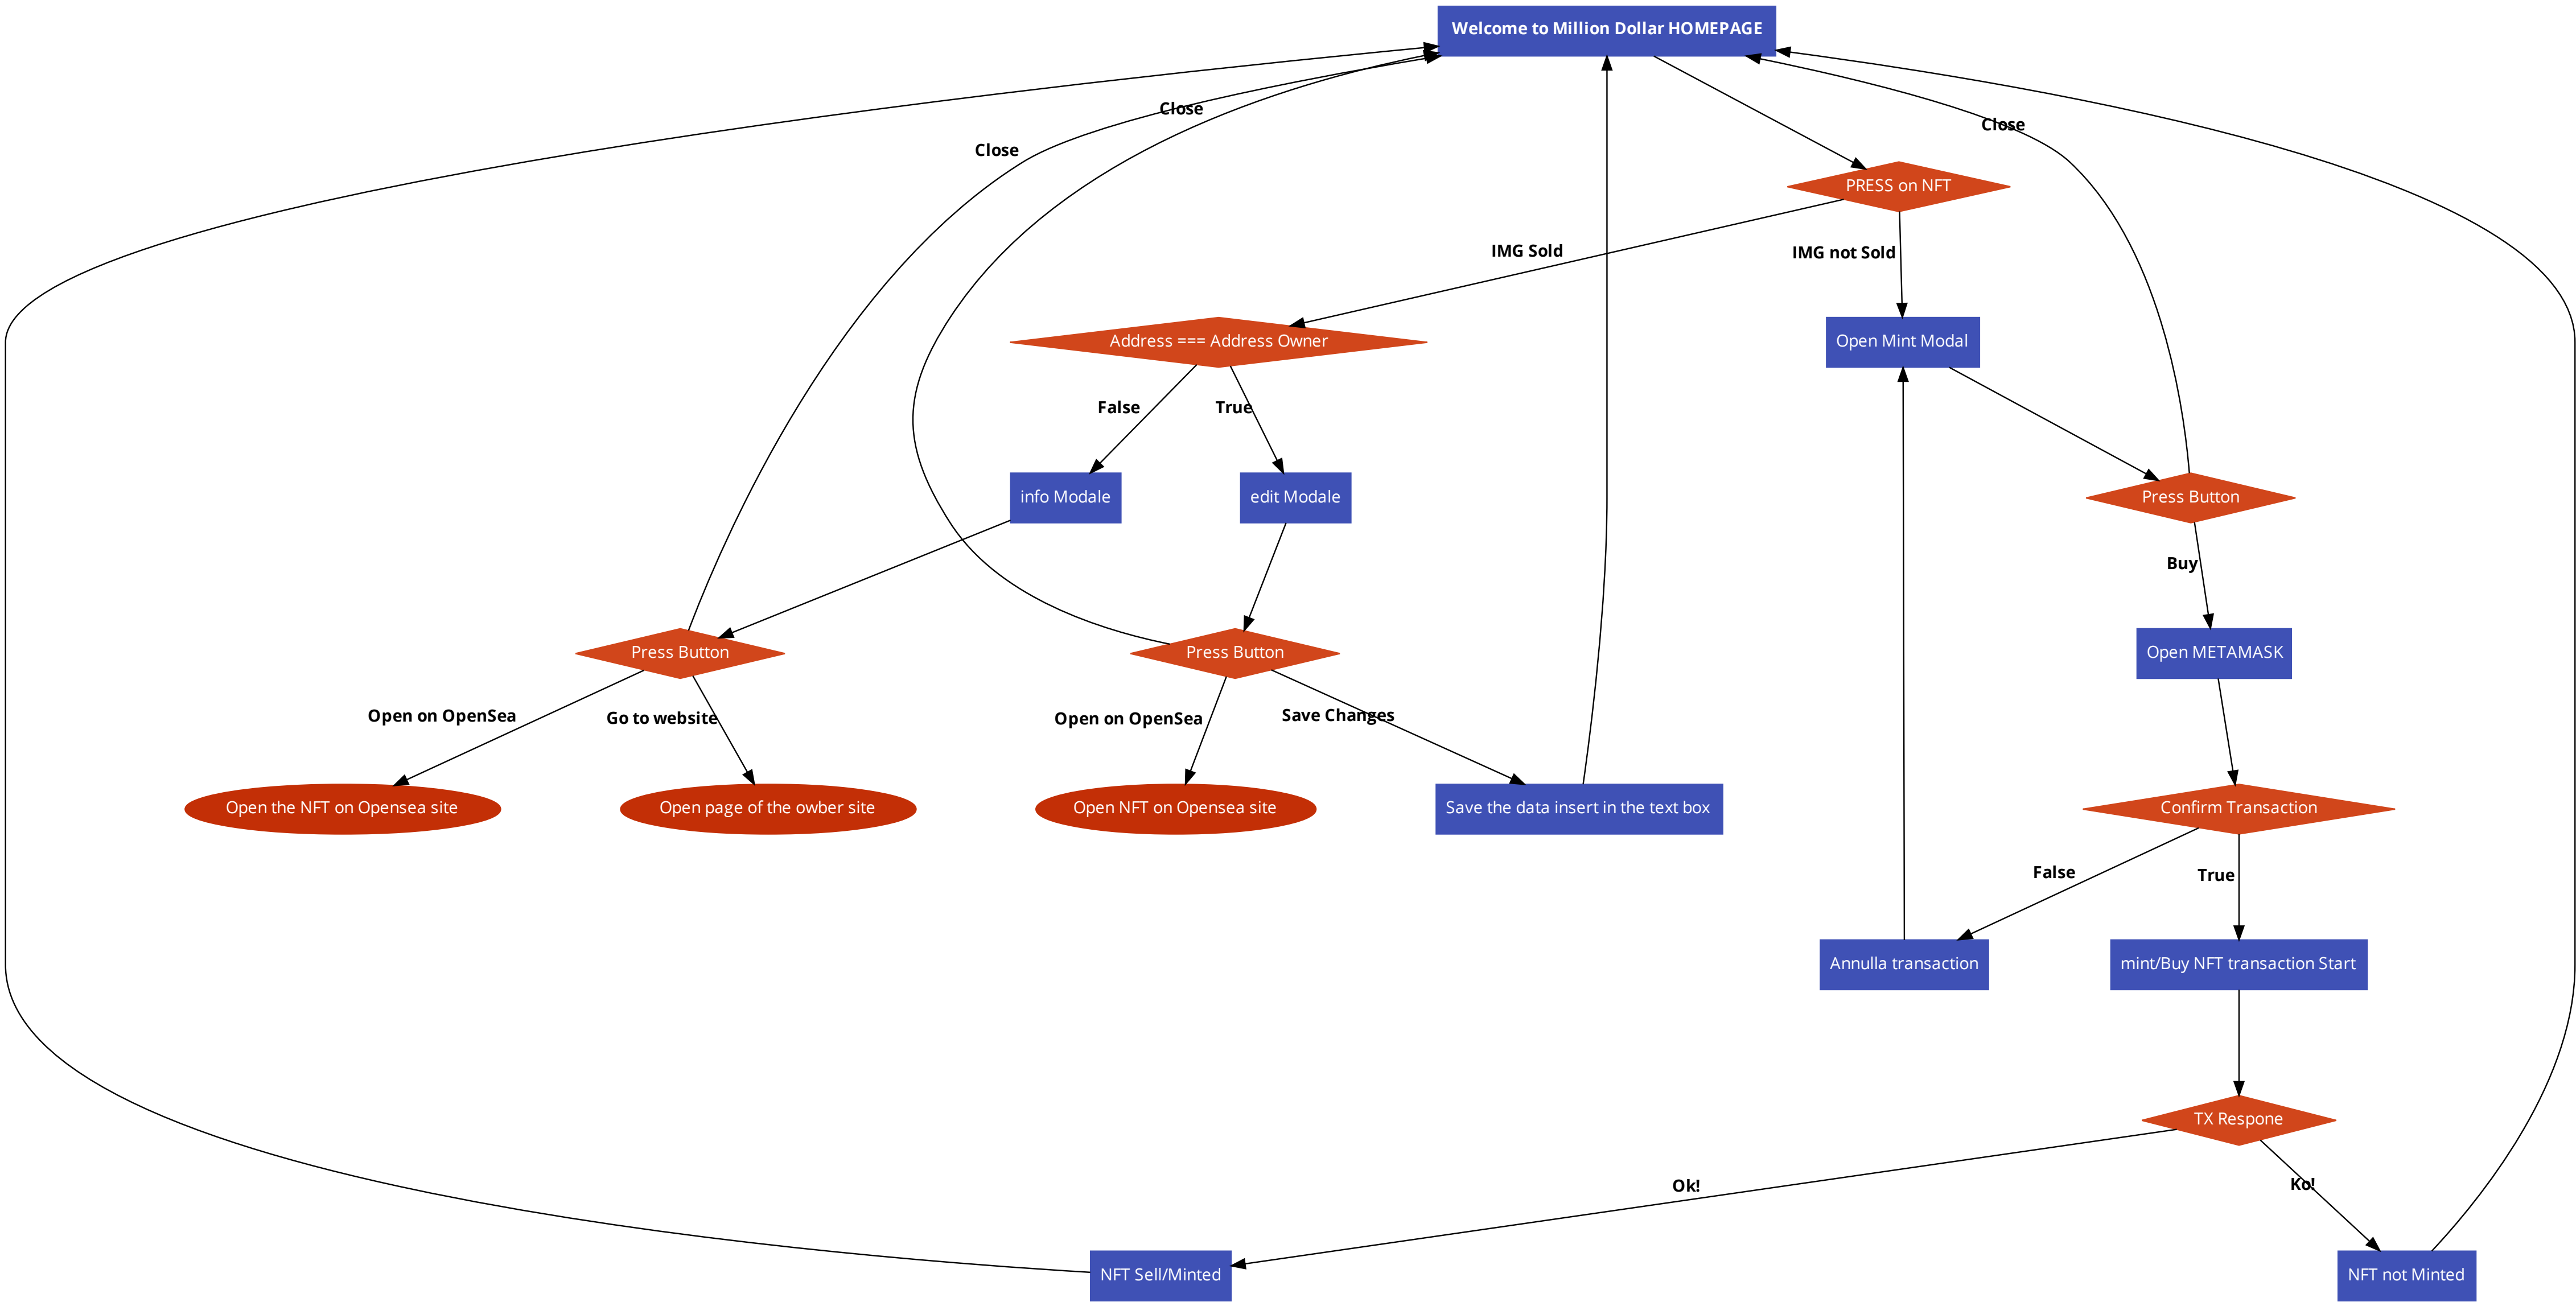 Welcome to Million Dollar HOMEPAGE
Close
Close
Close
PRESS on NFT
IMG Sold
IMG not Sold
Address === Address Owner
Open Mint Modal
False
True
info Modale
edit Modale
Press Button
Buy
Press Button
Press Button
Open METAMASK
Open on OpenSea
Go to website
Open on OpenSea
Save Changes
Open the NFT on Opensea site
Open page of the owber site
Open NFT on Opensea site
Save the data insert in the text box
Confirm Transaction
False
True
Annulla transaction
mint/Buy NFT transaction Start
TX Respone
Ok!
Ko!
NFT Sell/Minted
NFT not Minted